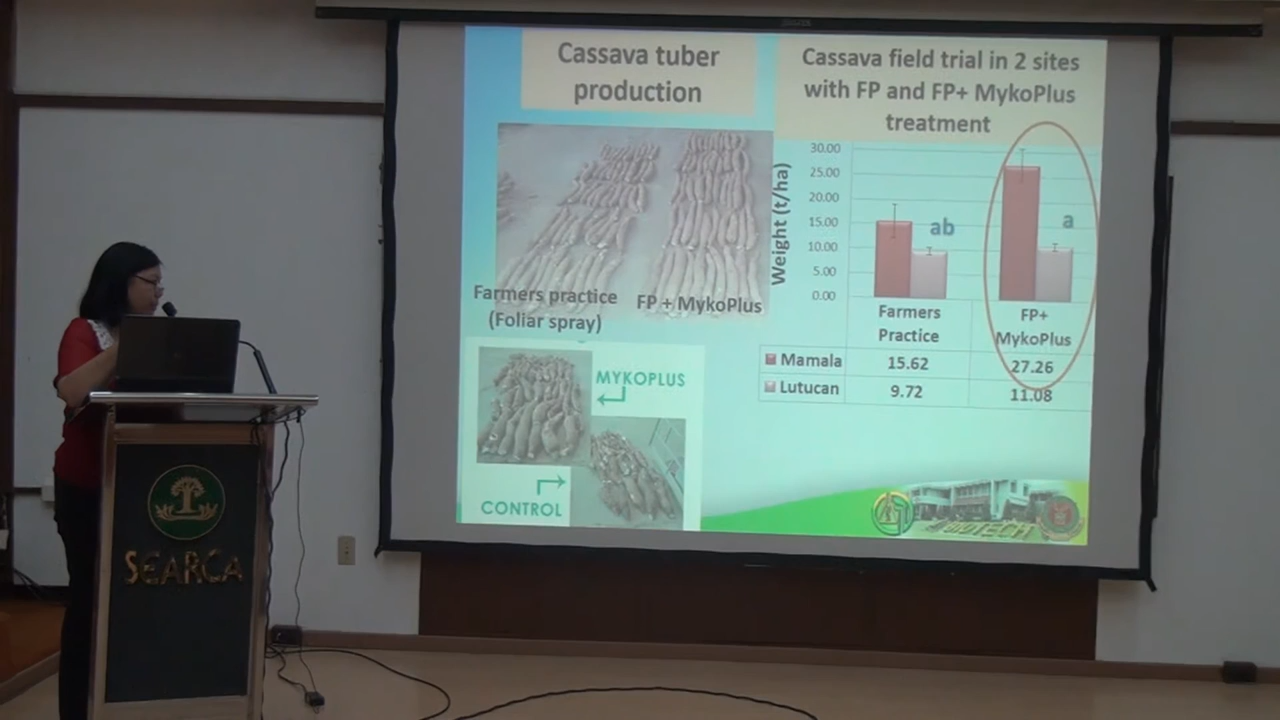 Cassava tuber
production
Farmers practice
(Foliar spray)
FP + MykoPlus
MYKOPLUS
CONTROL
Cassava field trial in 2 sites
with FP and FP+ MykoPlus
treatment
Weight (t/ha)
30.00
25.00
20.00
15.00
10.00
5.00
0.00
ab
a
Farmers
Practice
FP+
MykoPlus
Mamala 15.62 27.26
Lutucan 9.72 11.08
BIOTECH
SEARCA